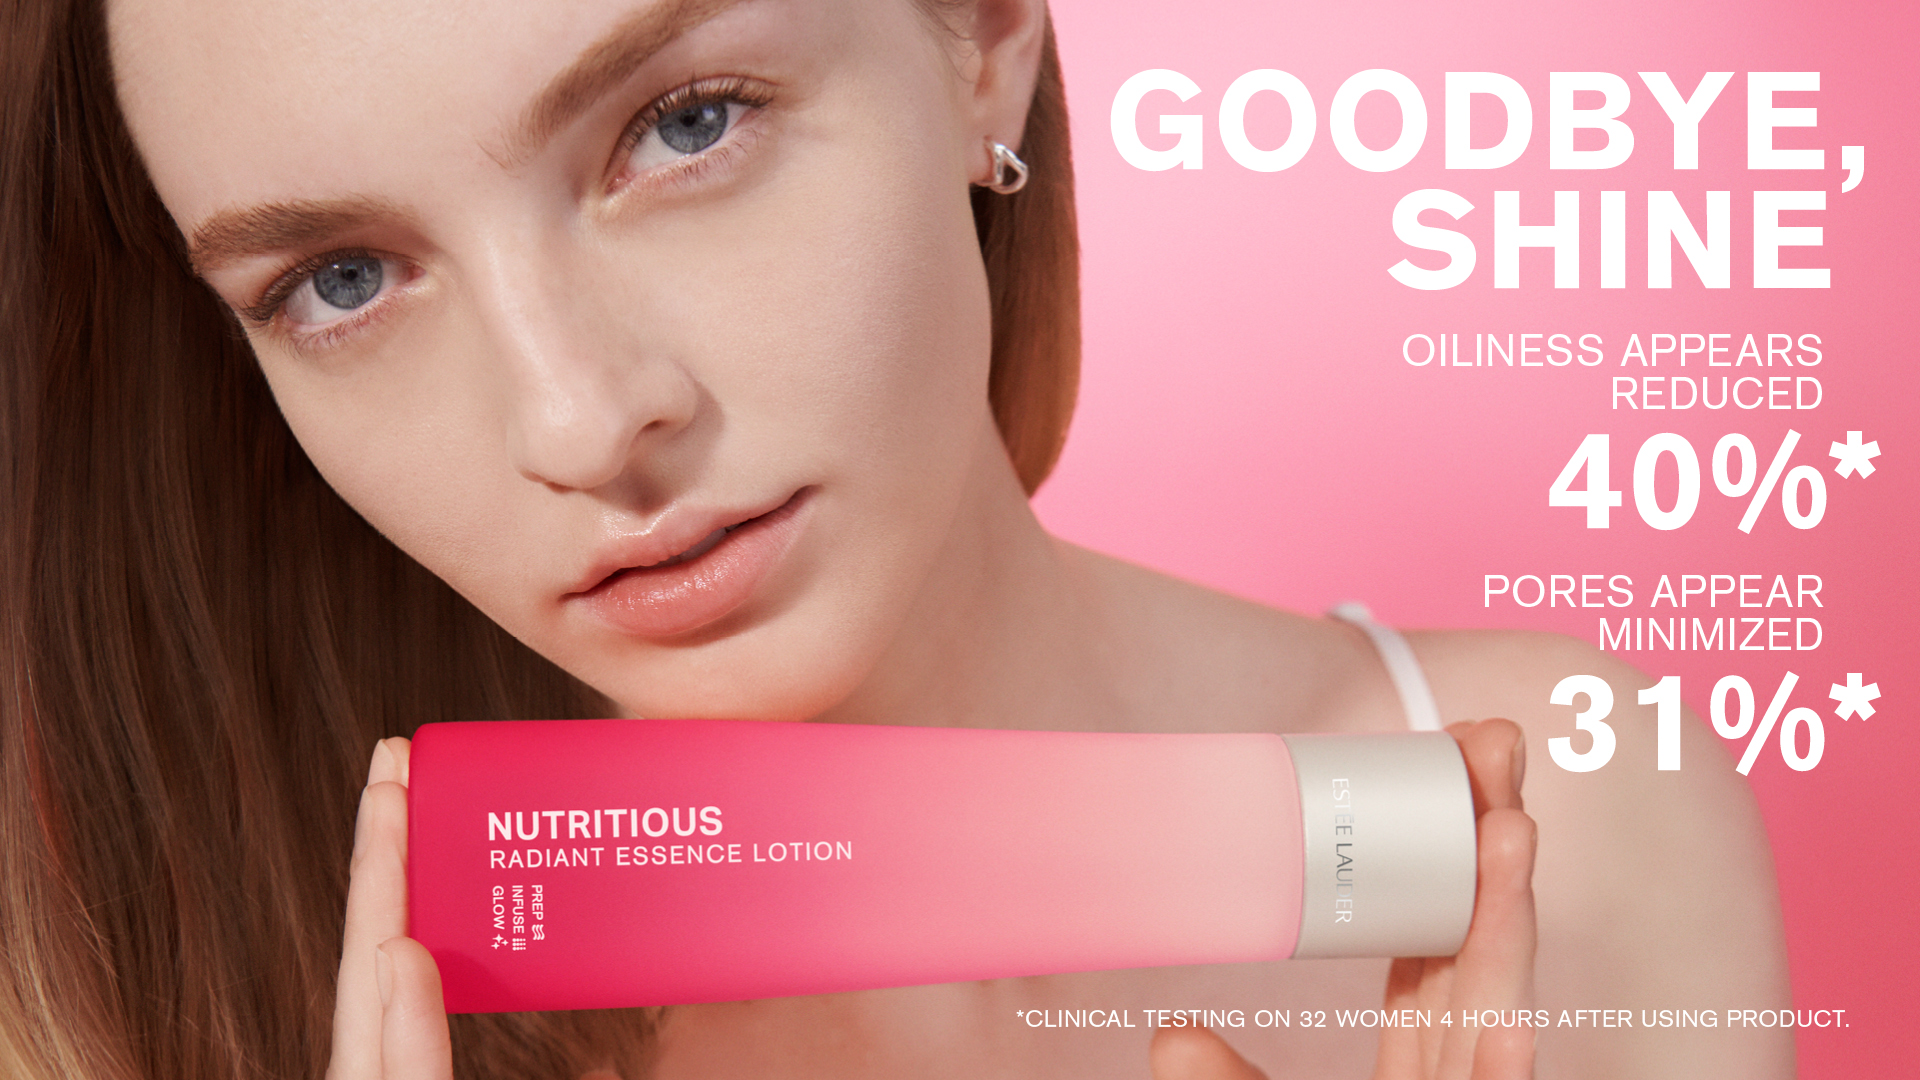 GOODBYE,
SHINE
OILINESS APPEARS
REDUCED
40%*
PORES APPEAR
MINIMIZED
31%*
NUTRITIOUS
RADIANT ESSENCE LOTION
PREP
INFUSE
GLOW
ESTĒE LAUDER
*CLINICAL TESTING ON 32 WOMEN 4 HOURS AFTER USING PRODUCT.